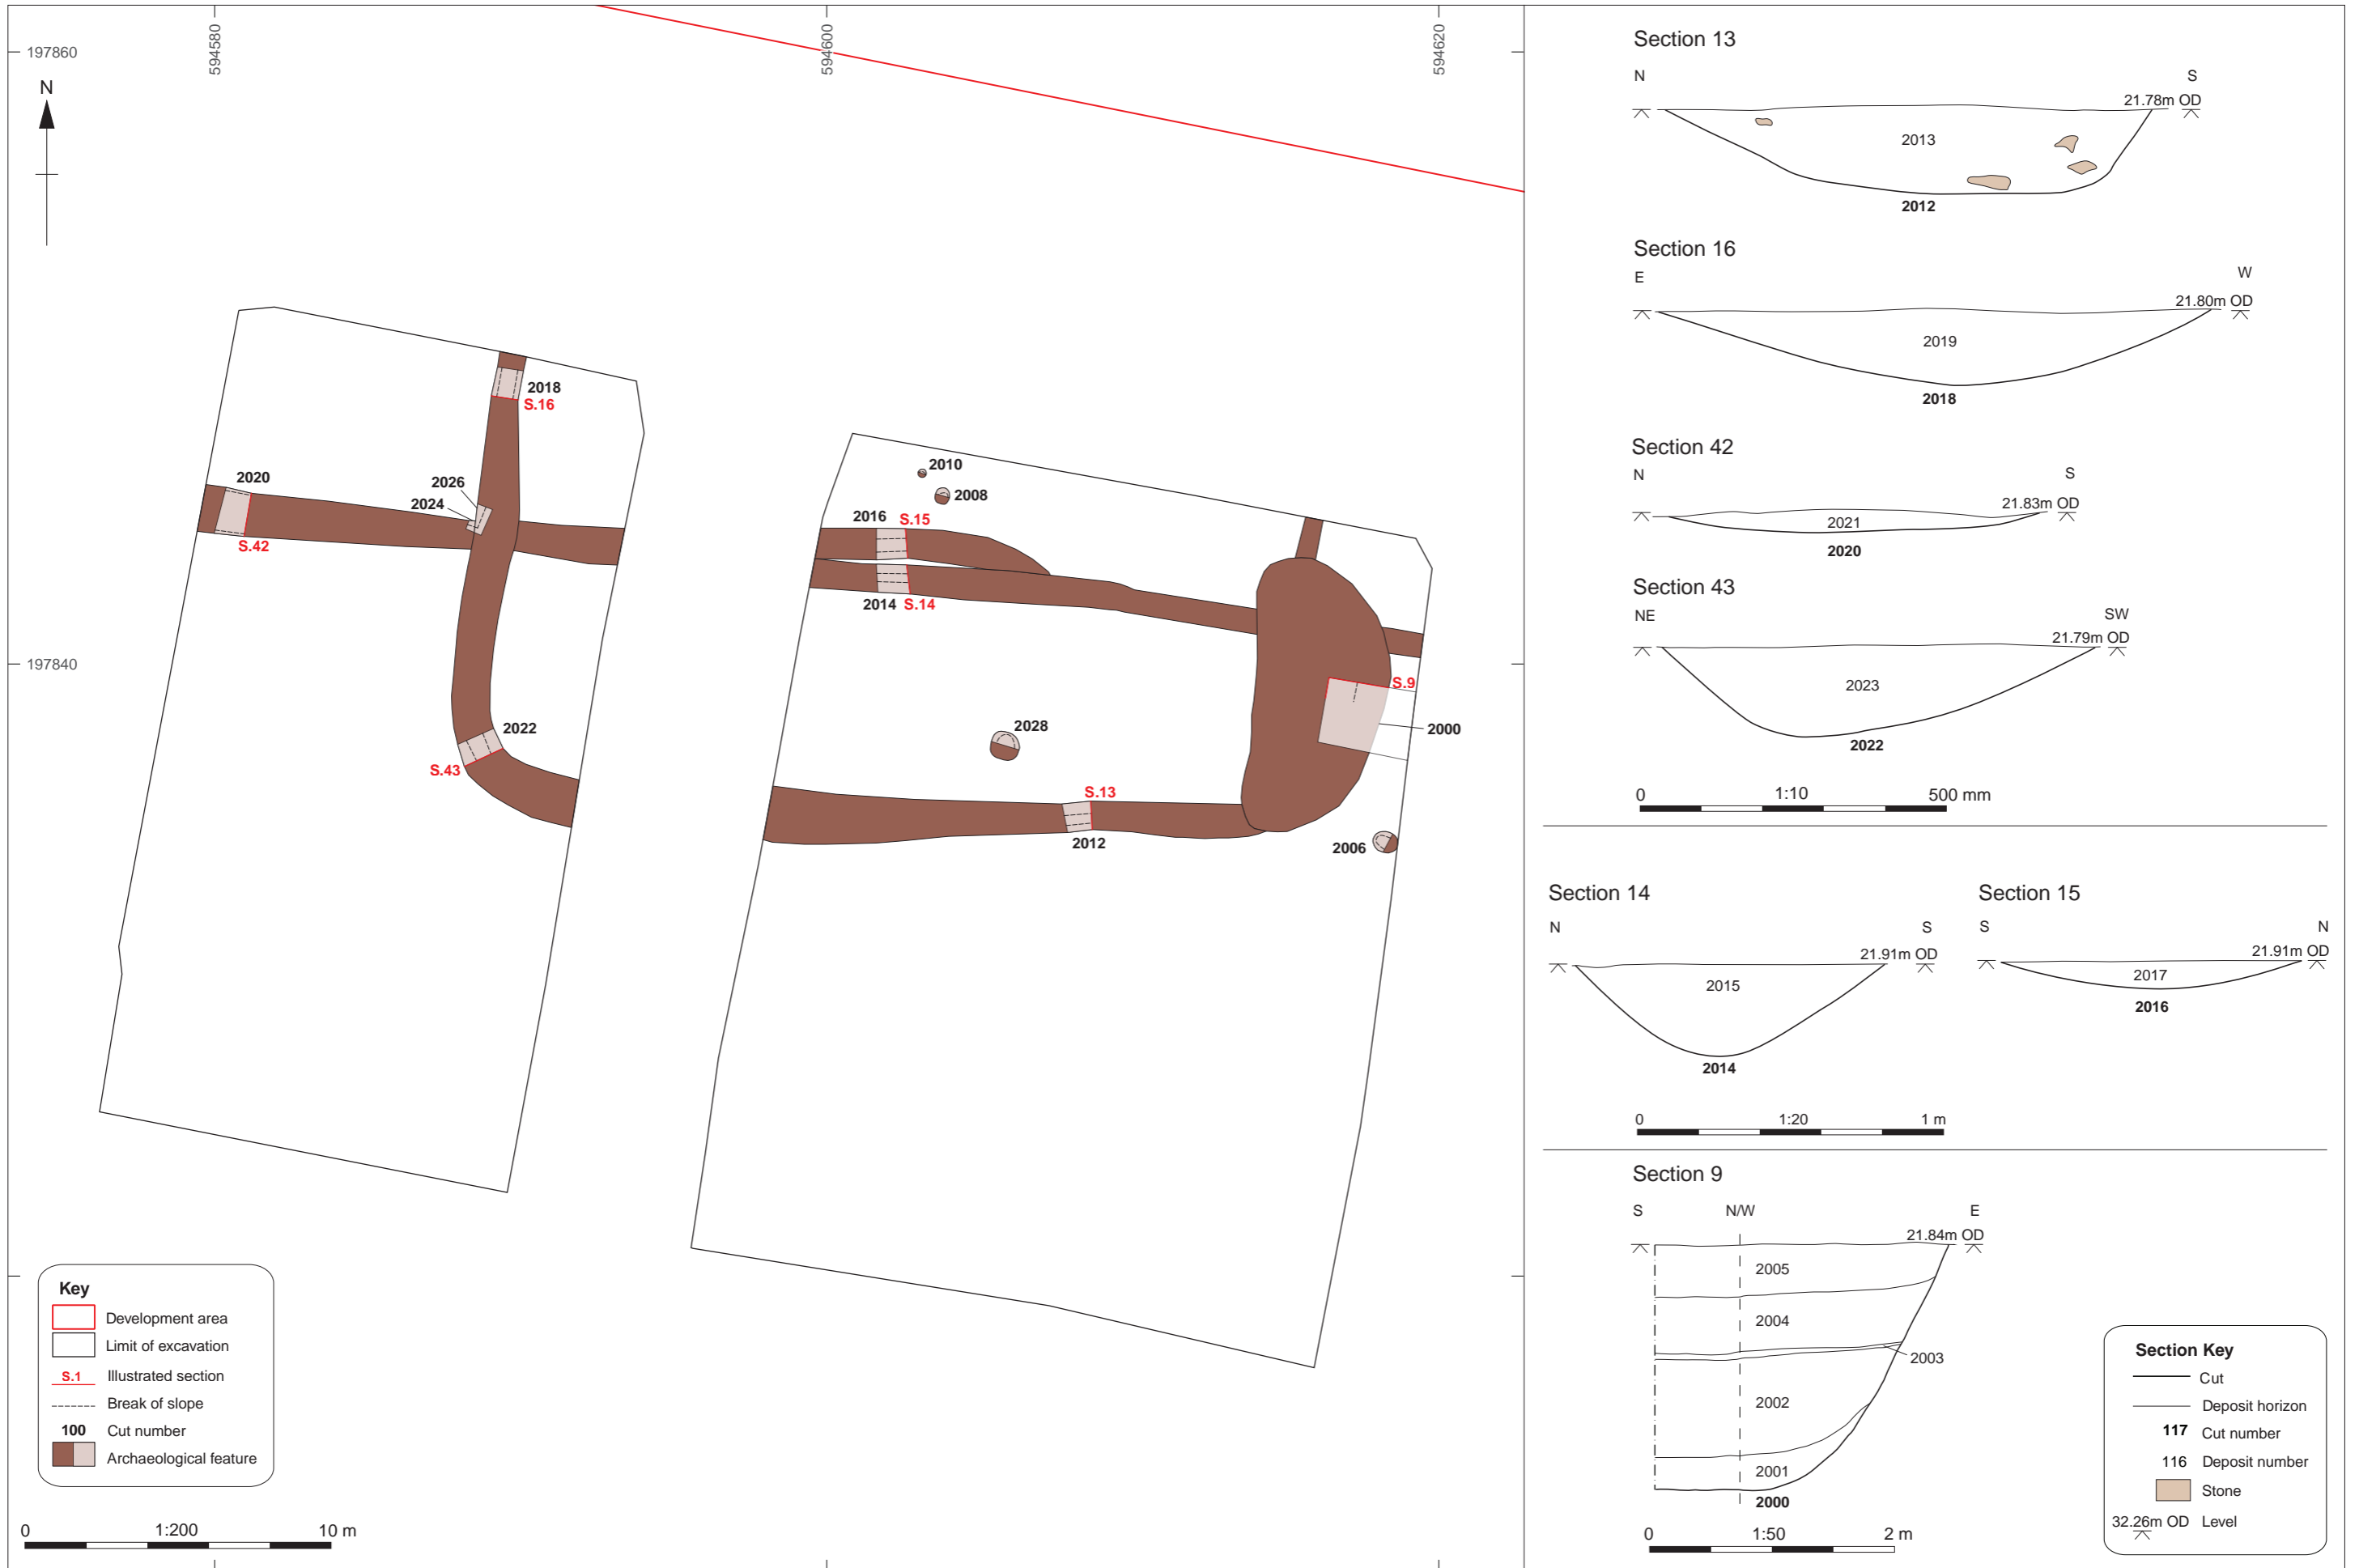 594580
594600
594620
197860
N
197840
2018
S.16
2020
2026
2024
S.42
2022
S.43
2010
2008
2016
S.15
2014
S.14
S.9
2000
2028
S.13
2012
2006
Key
Development area
Limit of excavation
S.1 Illustrated section
Break of slope
100 Cut number
Archaeological feature
0 1:200 10 m
Section 13
N S
21.78m OD
2013
2012
Section 16
E W
21.80m OD
2019
2018
Section 42
N S
21.83m OD
2021
2020
Section 43
NE SW
21.79m OD
2023
2022
0 1:10 500 mm
Section 14
N S
21.91m OD
2015
2014
Section 15
S N
21.91m OD
2017
2016
0 1:20 1 m
Section 9
S N/W E
21.84m OD
2005
2004
2003
2002
2001
2000
0 1:50 2 m
Section Key
Cut
Deposit horizon
117 Cut number
116 Deposit number
Stone
32.26m OD Level